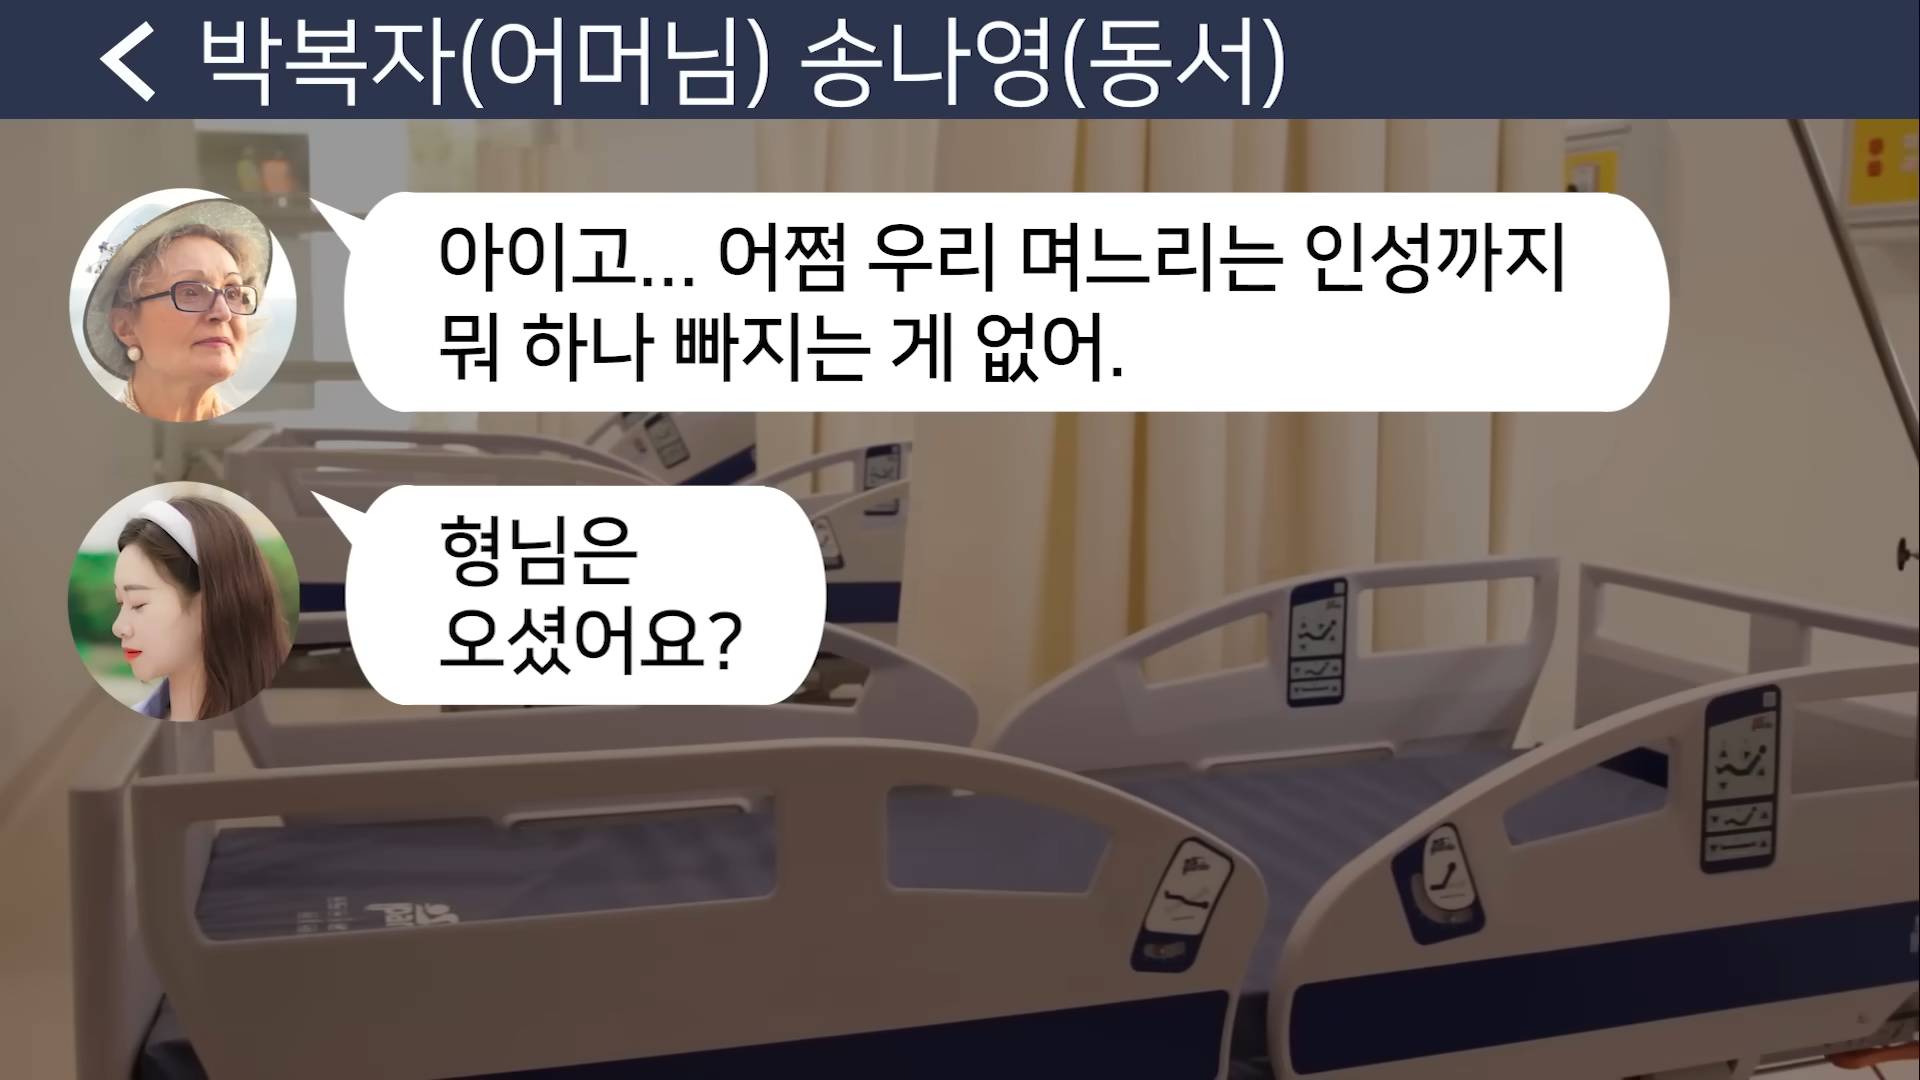 박복자(어머님) 송나영(동서)
아이고... 어쩜 우리 며느리는 인성까지
뭐 하나 빠지는 게 없어.
형님은
오셨어요?